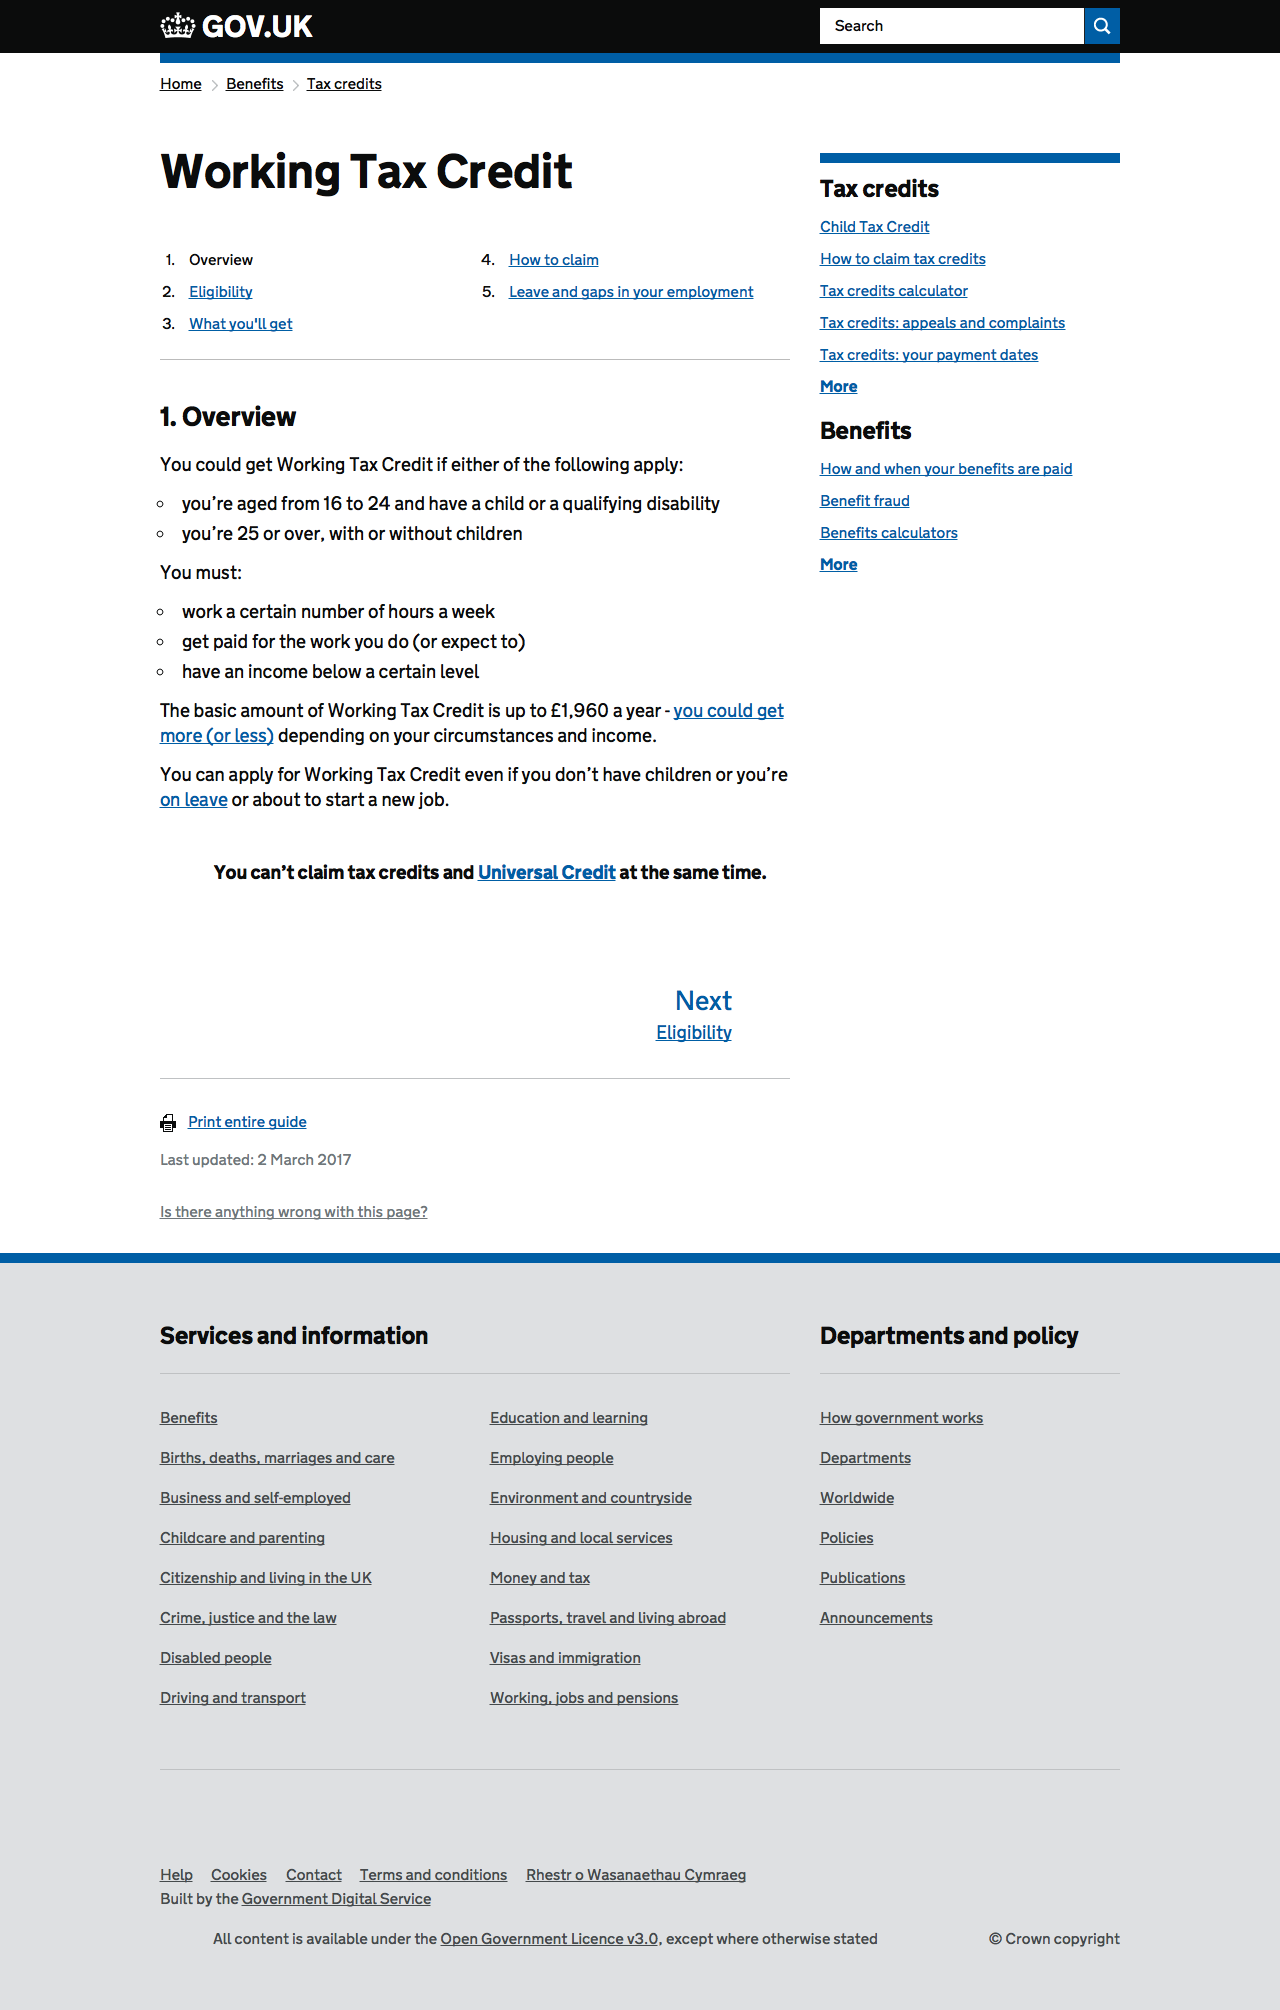 GOV.UK
Search
Home
Benefits
Tax credits
Working Tax Credit
1. Overview
2. Eligibility
3. What you'll get
4. How to claim
5. Leave and gaps in your employment
1. Overview
You could get Working Tax Credit if either of the following apply:
you’re aged from 16 to 24 and have a child or a qualifying disability
you’re 25 or over, with or without children
You must:
work a certain number of hours a week
get paid for the work you do (or expect to)
have an income below a certain level
The basic amount of Working Tax Credit is up to £1,960 a year - you could get
more (or less) depending on your circumstances and income.
You can apply for Working Tax Credit even if you don’t have children or you’re
on leave or about to start a new job.
You can’t claim tax credits and Universal Credit at the same time.
Next
Eligibility
Print entire guide
Last updated: 2 March 2017
Is there anything wrong with this page?
Tax credits
Child Tax Credit
How to claim tax credits
Tax credits calculator
Tax credits: appeals and complaints
Tax credits: your payment dates
More
Benefits
How and when your benefits are paid
Benefit fraud
Benefits calculators
More
Services and information
Benefits
Births, deaths, marriages and care
Business and self-employed
Childcare and parenting
Citizenship and living in the UK
Crime, justice and the law
Disabled people
Driving and transport
Education and learning
Employing people
Environment and countryside
Housing and local services
Money and tax
Passports, travel and living abroad
Visas and immigration
Working, jobs and pensions
Departments and policy
How government works
Departments
Worldwide
Policies
Publications
Announcements
Help Cookies Contact Terms and conditions Rhestr o Wasanaethau Cymraeg
Built by the Government Digital Service
All content is available under the Open Government Licence v3.0, except where otherwise stated
© Crown copyright